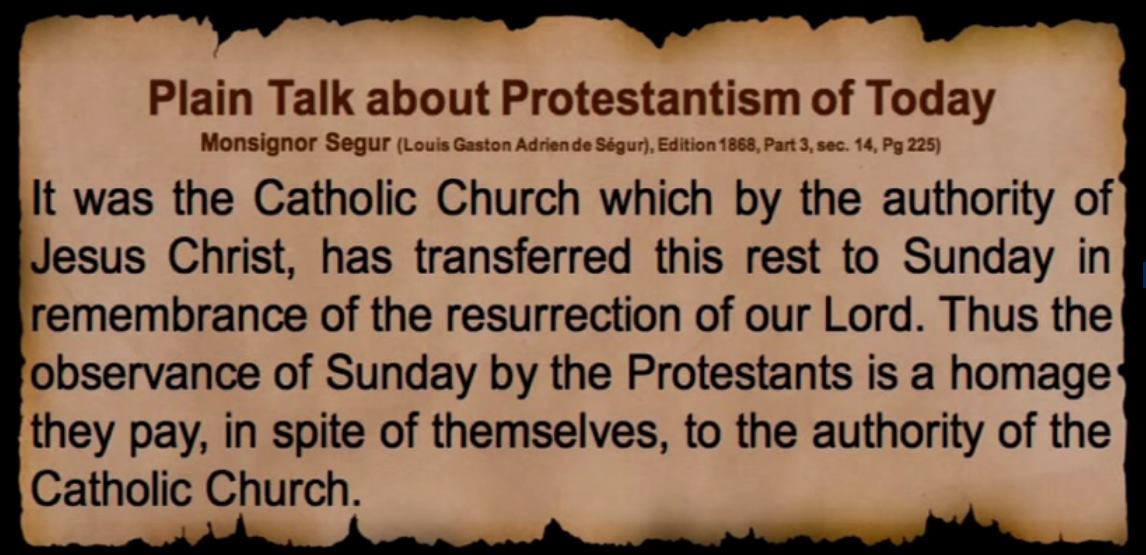 Plain Talk about Protestantism of Today
Monsignor Segur (Louis Gaston Adrien de Ségur), Edition 1868, Part 3, sec. 14, Pg 225)
It was the Catholic Church which by the authority of
Jesus Christ, has transferred this rest to Sunday in
remembrance of the resurrection of our Lord. Thus the
observance of Sunday by the Protestants is a homage
they pay, in spite of themselves, to the authority of the
Catholic Church.